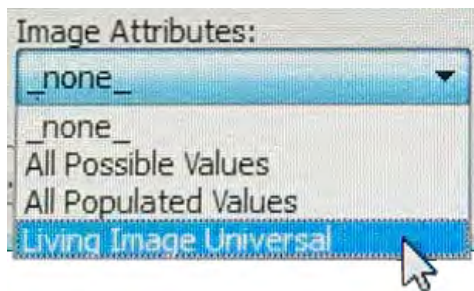 Image Attributes:
_none_
_none_
All Possible Values
All Populated Values
Living Image Universal